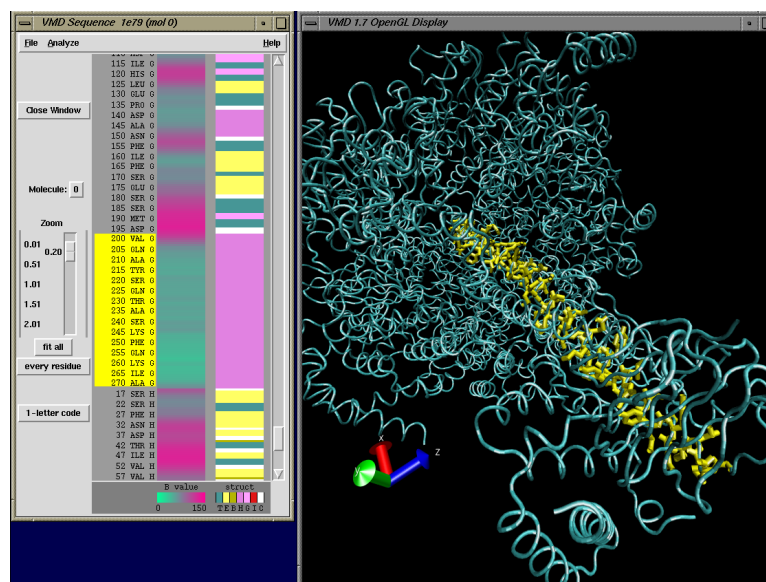 VMD Sequence 1e79 (mol 0)
File Analyze Help
Close Window
Molecule: 0
Zoom
0.01
0.20
0.51
1.01
1.51
2.01
fit all
every residue
1-letter code
115 ILE G
120 HIS G
125 LEU G
130 GLU G
135 PRO G
140 ASP G
145 ALA G
150 ASN G
155 PHE G
160 ILE G
165 PHE G
170 SER G
175 GLU G
180 SER G
185 SER G
190 MET G
195 ASP G
200 VAL G
205 GLN G
210 ALA G
215 TYR G
220 SER G
225 GLN G
230 THR G
235 ALA G
240 SER G
245 LYS G
250 PHE G
255 GLN G
260 LYS G
265 ILE G
270 ALA G
17 SER H
22 SER H
27 PHE H
32 ASN H
37 ASP H
42 THR H
47 ILE H
52 VAL H
57 VAL H
B value struct
0 150 T E B H G I C
VMD 1.7 OpenGL Display
x
y
z